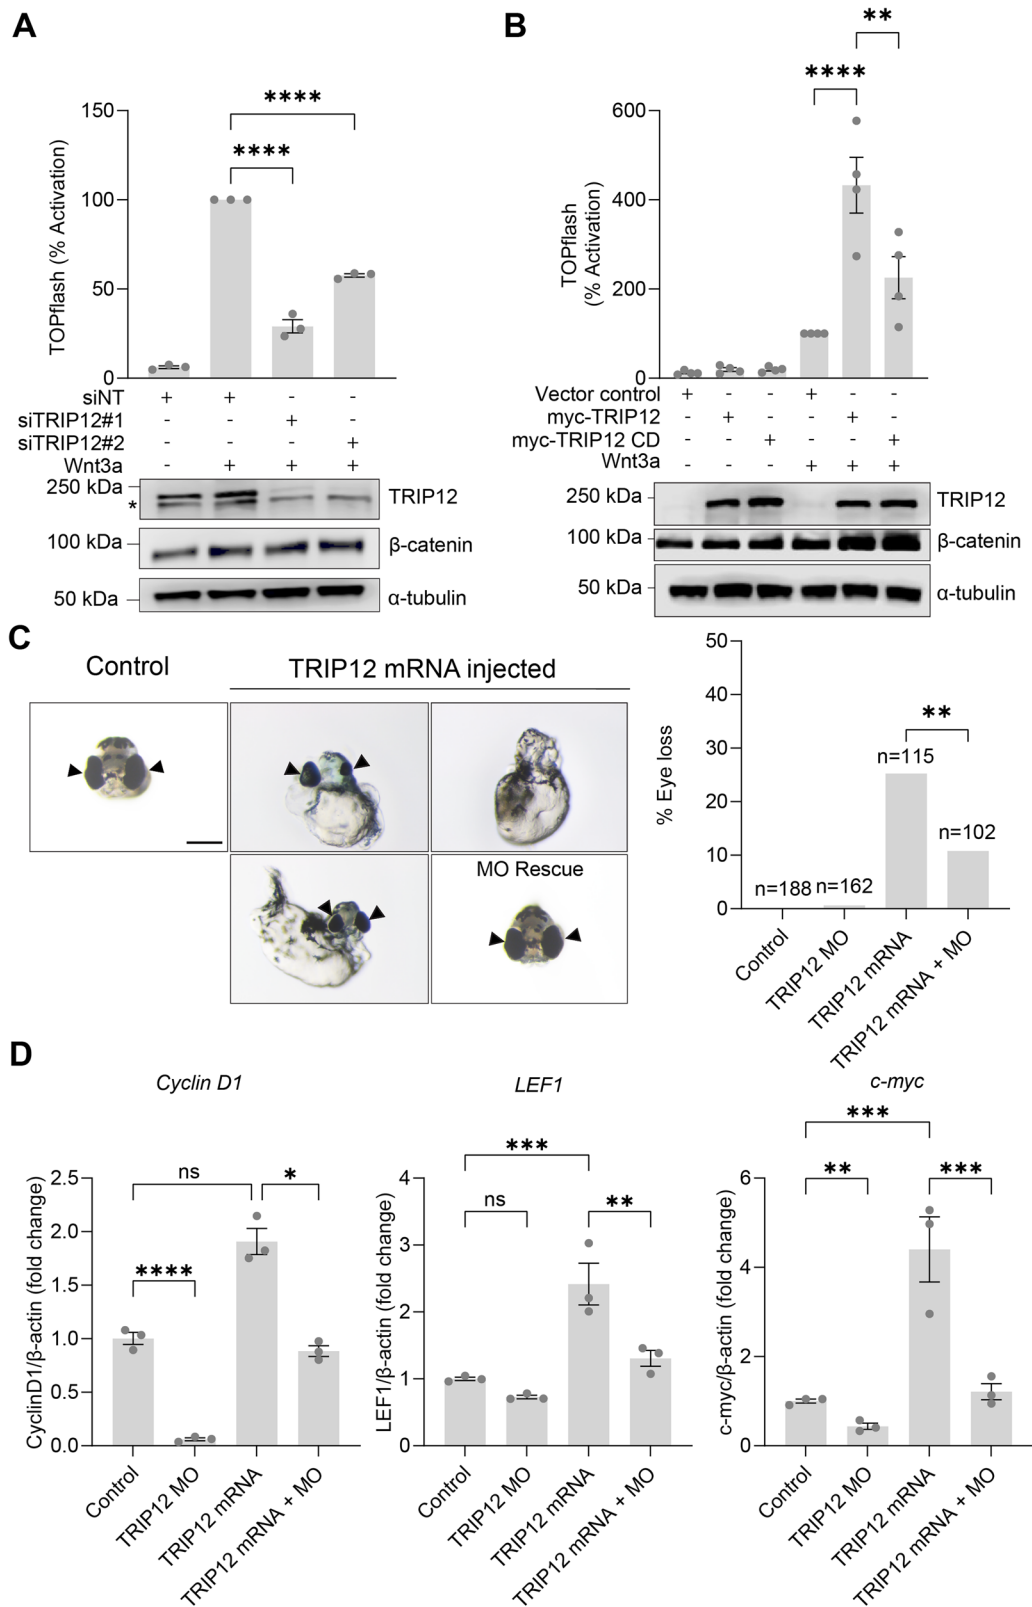 A
150
100
50
0
TOPflash (% Activation)
****
****
siNT + + - -
siTRIP12#1 - - + -
siTRIP12#2 - - - +
Wnt3a - + + +
250 kDa
*
TRIP12
100 kDa
β-catenin
50 kDa
α-tubulin
B
600
400
200
0
TOPflash
(% Activation)
**
****
Vector control + - - + - -
myc-TRIP12 - + - - + -
myc-TRIP12 CD - - + - - +
Wnt3a - - - + + +
250 kDa
TRIP12
100 kDa
β-catenin
50 kDa
α-tubulin
C
Control
TRIP12 mRNA injected
MO Rescue
50
40
30
20
10
0
% Eye loss
**
n=188
n=162
n=115
n=102
Control
TRIP12 MO
TRIP12 mRNA
TRIP12 mRNA + MO
D
Cyclin D1
2.5
2.0
1.5
1.0
0.5
0.0
CyclinD1/β-actin (fold change)
ns
*
****
Control
TRIP12 MO
TRIP12 mRNA
TRIP12 mRNA + MO
LEF1
4
3
2
1
0
LEF1/β-actin (fold change)
***
ns
**
Control
TRIP12 MO
TRIP12 mRNA
TRIP12 mRNA + MO
c-myc
6
4
2
0
c-myc/β-actin (fold change)
***
**
***
Control
TRIP12 MO
TRIP12 mRNA
TRIP12 mRNA + MO